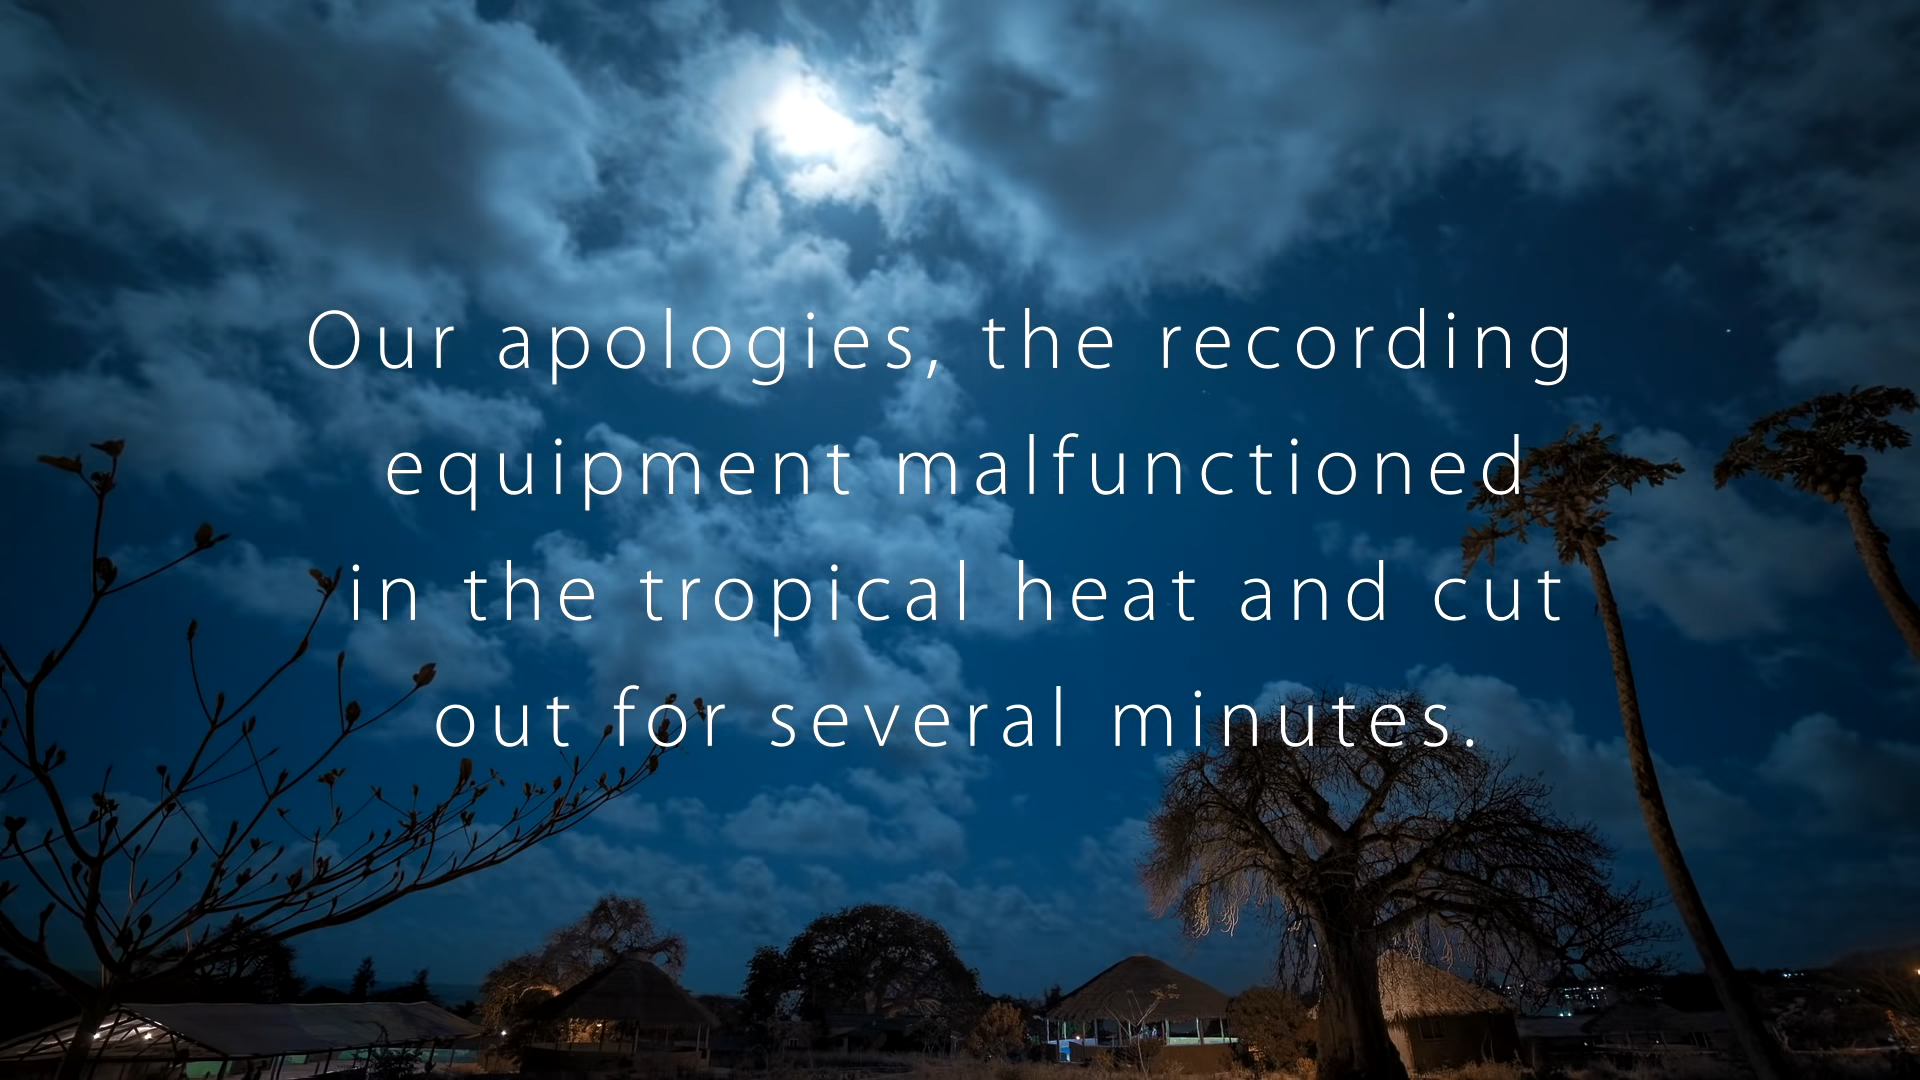 Our apologies, the recording
equipment malfunctioned
in the tropical heat and cut
out for several minutes.